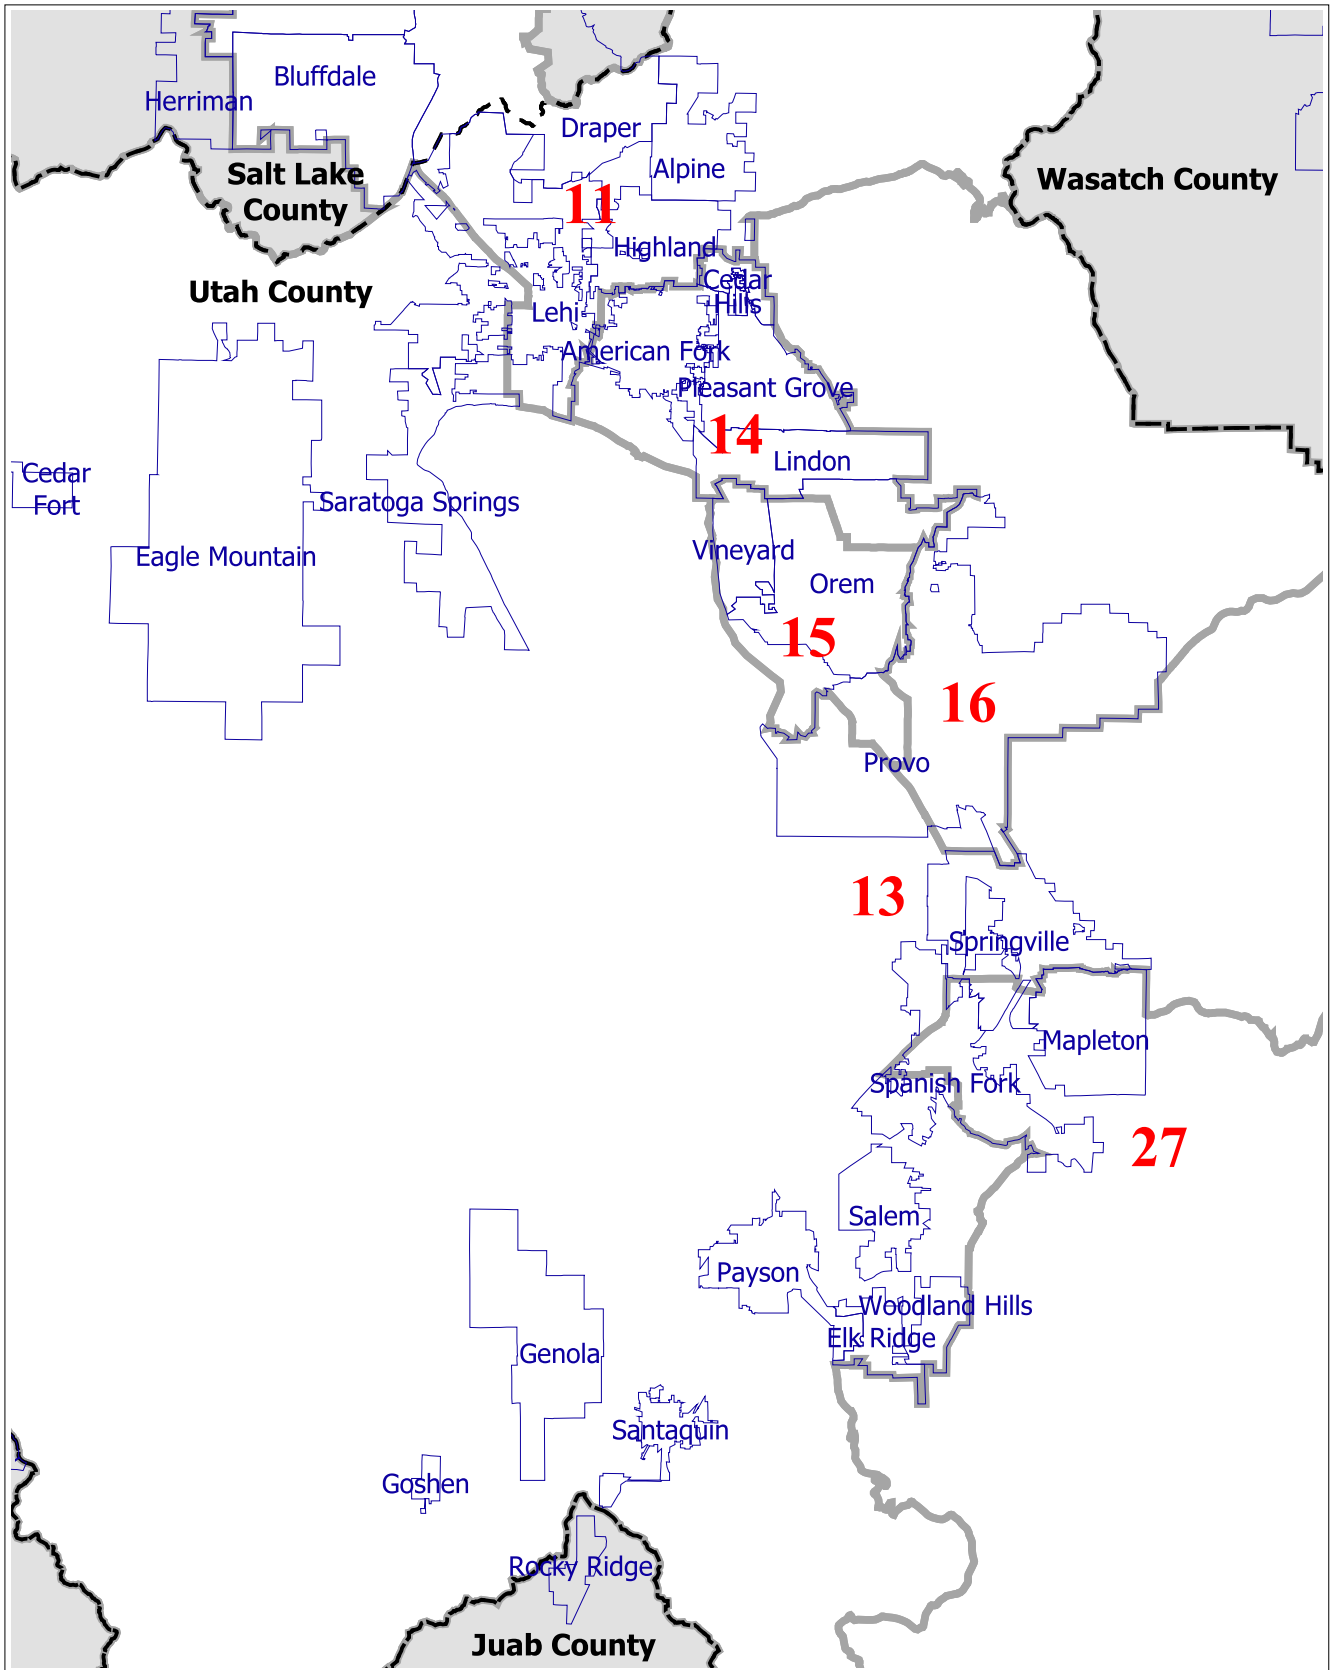 Bluffdale
Herriman
Draper
Salt Lake
County
Alpine
Wasatch County
11
Highland
Utah County
Cedar
Hills
Lehi
American Fork
Pleasant Grove
14
Lindon
Cedar
Fort
Saratoga Springs
Eagle Mountain
Vineyard
Orem
15
16
Provo
13
Springville
Mapleton
Spanish Fork
27
Salem
Payson
Woodland Hills
Elk Ridge
Genola
Santaquin
Goshen
Rocky Ridge
Juab County